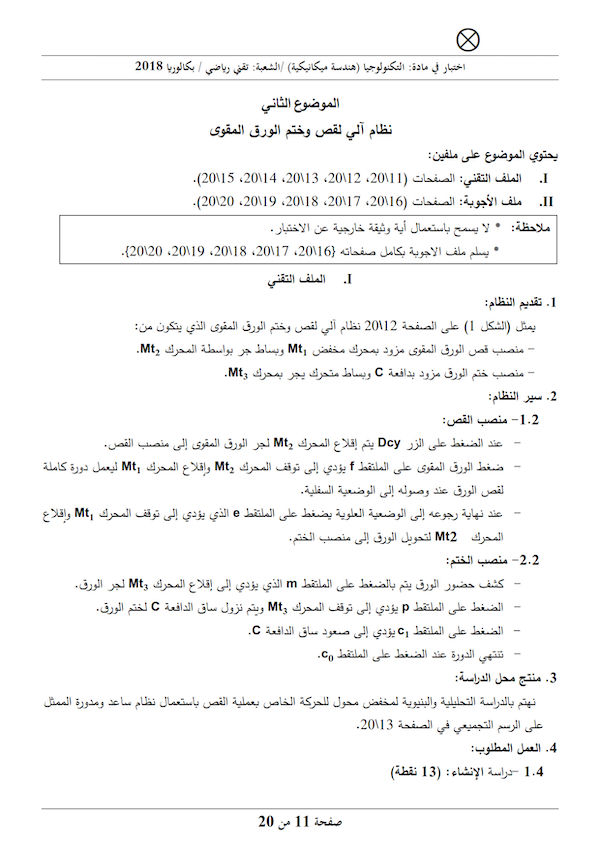 اختبار في مادة: التكنولوجيا (هندسة ميكانيكية) /الشعبة: تقني رياضي / بكالوريا 2018
الموضوع الثاني
نظام آلي لقص وختم الورق المقوى
يحتوي الموضوع على ملفين:
I. الملف التقني: الصفحات (11\20، 12\20، 13\20، 14\20، 15\20).
II. ملف الأجوبة: الصفحات (16\20، 17\20، 18\20، 19\20، 20\20).
ملاحظة: • لا يسمح باستعمال أية وثيقة خارجية عن الاختبار.
• يسلم ملف الاجوبة بكامل صفحاته {16\20، 17\20، 18\20، 19\20، 20\20}.
I. الملف التقني
1. تقديم النظام:
يمثل (الشكل 1) على الصفحة 12\20 نظام آلي لقص وختم الورق المقوى الذي يتكون من:
– منصب قص الورق المقوى مزود بمحرك مخفض Mt1 وبساط جر بواسطة المحرك Mt2.
– منصب ختم الورق مزود بدافعة C وبساط متحرك يجر بمحرك Mt3.
2. سير النظام:
1.2- منصب القص:
– عند الضغط على الزر Dcy يتم إقلاع المحرك Mt2 لجر الورق المقوى إلى منصب القص.
– ضغط الورق المقوى على الملتقط f يؤدي إلى توقف المحرك Mt2 وإقلاع المحرك Mt1 ليعمل دورة كاملة
لقص الورق عند وصوله إلى الوضعية السفلية.
– عند نهاية رجوعه إلى الوضعية العلوية يضغط على الملتقط e الذي يؤدي إلى توقف المحرك Mt1 وإقلاع
المحرك Mt2 لتحويل الورق إلى منصب الختم.
2.2- منصب الختم:
– كشف حضور الورق يتم بالضغط على الملتقط m الذي يؤدي إلى إقلاع المحرك Mt3 لجر الورق.
– الضغط على الملتقط p يؤدي إلى توقف المحرك Mt3 ويتم نزول ساق الدافعة C لختم الورق.
– الضغط على الملتقط c1 يؤدي إلى صعود ساق الدافعة C.
– تنتهي الدورة عند الضغط على الملتقط c0.
3. منتج محل الدراسة:
نهتم بالدراسة التحليلية والبنيوية لمخفض محول للحركة الخاص بعملية القص باستعمال نظام ساعد ومدورة الممثل
على الرسم التجميعي في الصفحة 13\20.
4. العمل المطلوب:
1.4 –دراسة الإنشاء: (13 نقطة)
صفحة 11 من 20